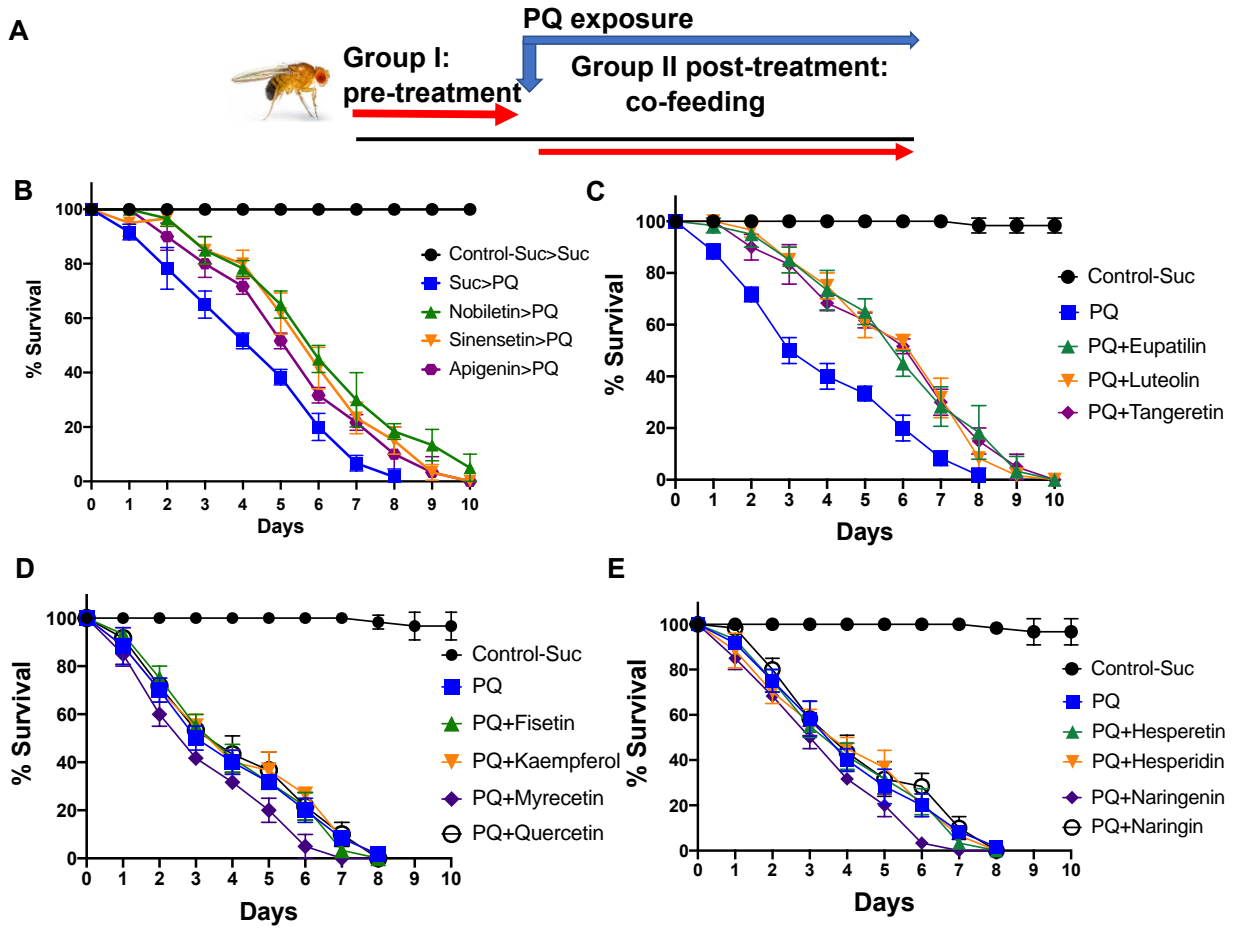 A
PQ exposure
Group I:
pre-treatment
Group II post-treatment:
co-feeding
B
% Survival
100
80
60
40
20
0
0 1 2 3 4 5 6 7 8 9 10
Days
Control-Suc>Suc
Suc>PQ
Nobiletin>PQ
Sinensetin>PQ
Apigenin>PQ
C
% Survival
100
80
60
40
20
0
0 1 2 3 4 5 6 7 8 9 10
Days
Control-Suc
PQ
PQ+Eupatilin
PQ+Luteolin
PQ+Tangeretin
D
% Survival
100
80
60
40
20
0
0 1 2 3 4 5 6 7 8 9 10
Days
Control-Suc
PQ
PQ+Fisetin
PQ+Kaempferol
PQ+Myrecetin
PQ+Quercetin
E
% Survival
100
80
60
40
20
0
0 1 2 3 4 5 6 7 8 9 10
Days
Control-Suc
PQ
PQ+Hesperetin
PQ+Hesperidin
PQ+Naringenin
PQ+Naringin